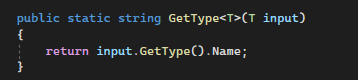 public static string GetType<T>(T input)
{
    return input.GetType().Name;
}